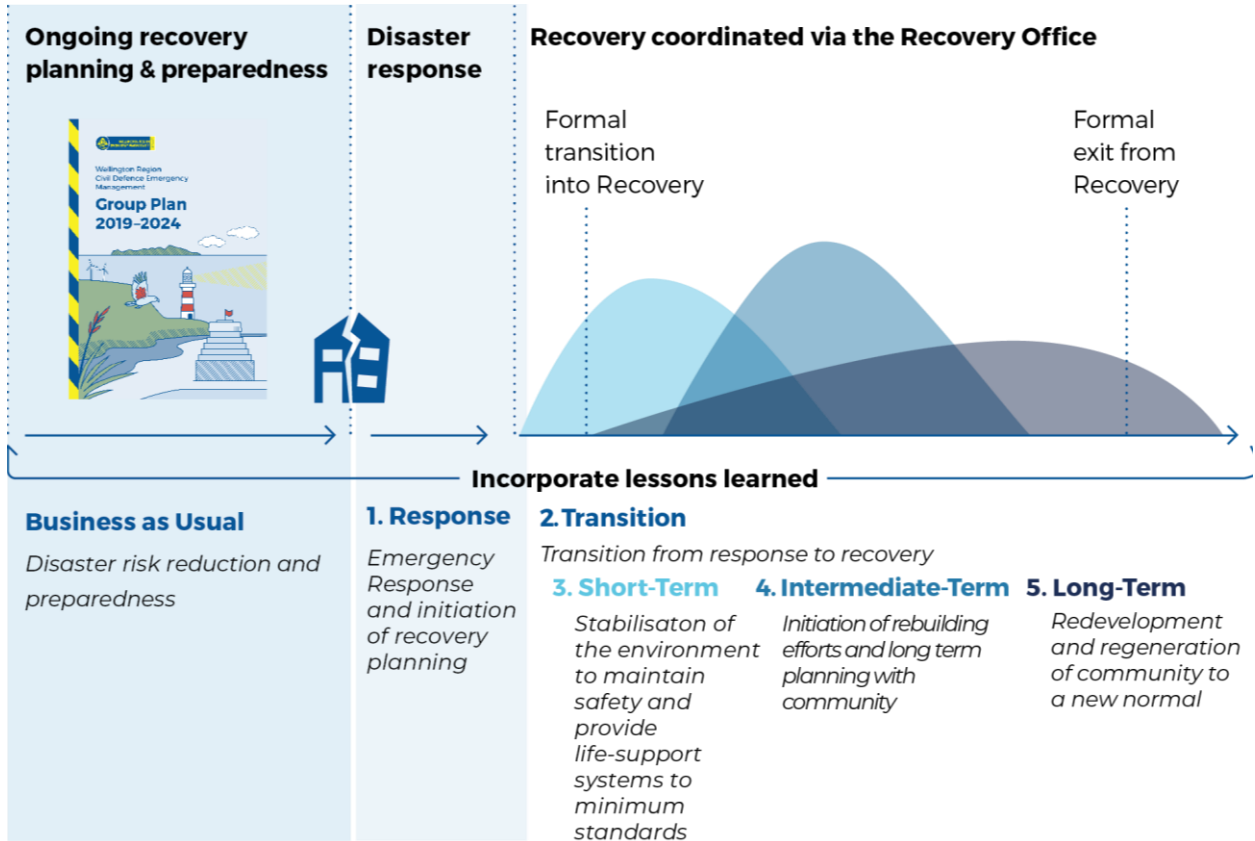 Ongoing recovery
planning & preparedness
Disaster
response
Recovery coordinated via the Recovery Office
Formal
transition
into Recovery
Formal
exit from
Recovery
Wellington Region
Civil Defence Emergency
Management
Group Plan
2019–2024
Incorporate lessons learned
Business as Usual
Disaster risk reduction and
preparedness
1. Response
Emergency
Response
and initiation
of recovery
planning
2. Transition
Transition from response to recovery
3. Short-Term
Stabilisaton of
the environment
to maintain
safety and
provide
life-support
systems to
minimum
standards
4. Intermediate-Term
Initiation of rebuilding
efforts and long term
planning with
community
5. Long-Term
Redevelopment
and regeneration
of community to
a new normal